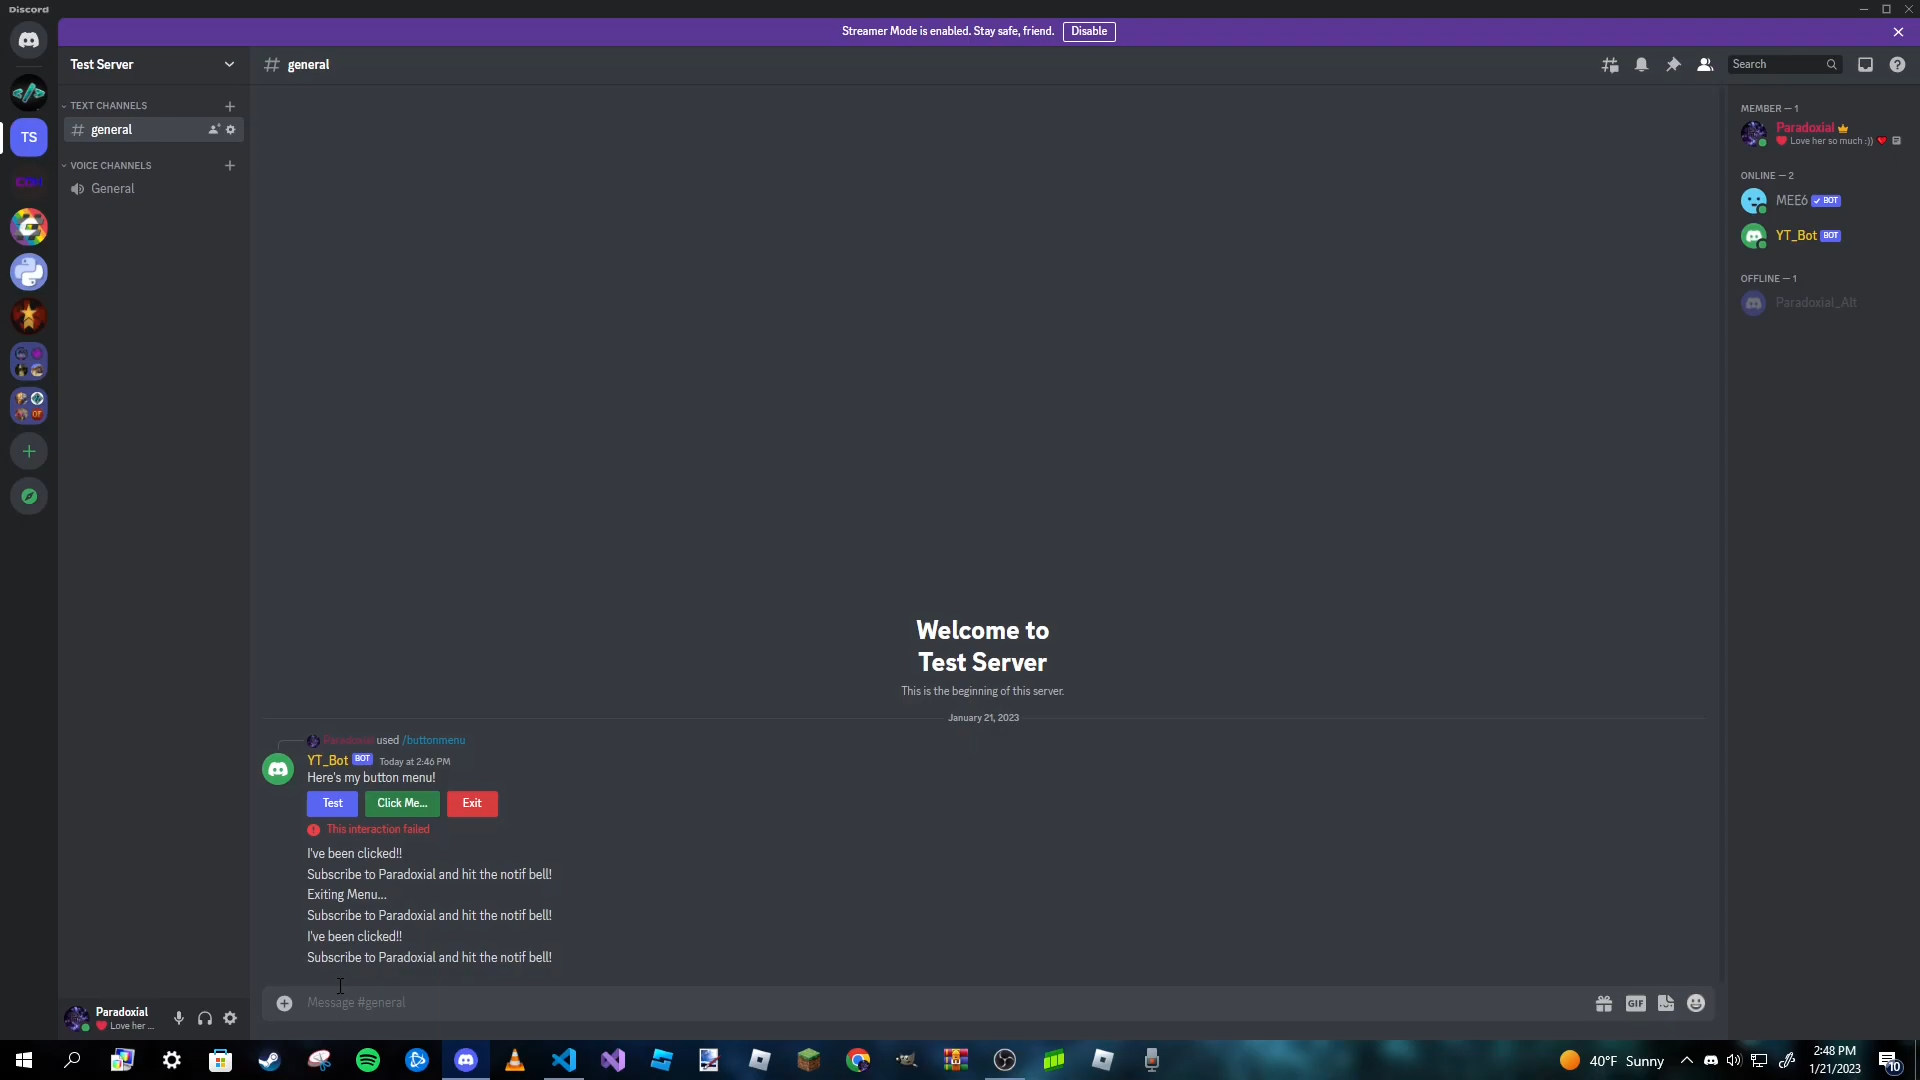 Discord
Streamer Mode is enabled. Stay safe, friend. Disable
Test Server
general
Search
TEXT CHANNELS
general
VOICE CHANNELS
General
TS
MEMBER — 1
Paradoxial
Love her so much :))
ONLINE — 2
MEE6 BOT
YT_Bot BOT
OFFLINE — 1
Paradoxial_Alt
Welcome to
Test Server
This is the beginning of this server.
January 21, 2023
Paradoxial used /buttonmenu
YT_Bot BOT Today at 2:46 PM
Here's my button menu!
Test Click Me... Exit
This interaction failed
I've been clicked!!
Subscribe to Paradoxial and hit the notif bell!
Exiting Menu...
Subscribe to Paradoxial and hit the notif bell!
I've been clicked!!
Subscribe to Paradoxial and hit the notif bell!
Message #general
GIF
Paradoxial
Love her ...
40°F Sunny
2:48 PM
1/21/2023
10